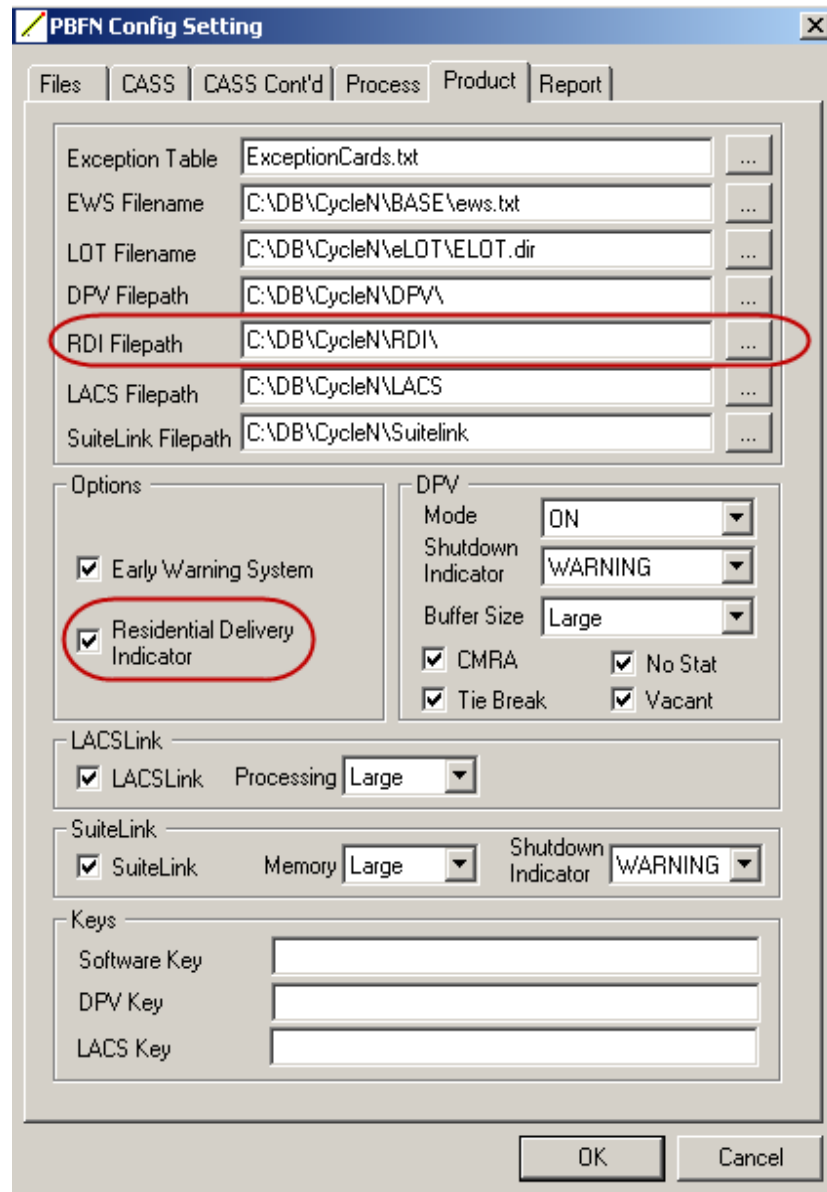 PBFN Config Setting
Files CASS CASS Cont'd Process Product Report
Exception Table ExceptionCards.txt ...
EWS Filename C:\DB\CycleN\BASE\ews.txt ...
LOT Filename C:\DB\CycleN\eLOT\ELOT.dir ...
DPV Filepath C:\DB\CycleN\DPV\ ...
RDI Filepath C:\DB\CycleN\RDI\ ...
LACS Filepath C:\DB\CycleN\LACS ...
SuiteLink Filepath C:\DB\CycleN\Suitelink ...
Options
Early Warning System
Residential Delivery
Indicator
DPV
Mode ON
Shutdown
Indicator WARNING
Buffer Size Large
CMRA No Stat
Tie Break Vacant
LACSLink
LACSLink Processing Large
SuiteLink
SuiteLink Memory Large Shutdown
Indicator WARNING
Keys
Software Key
DPV Key
LACS Key
OK Cancel